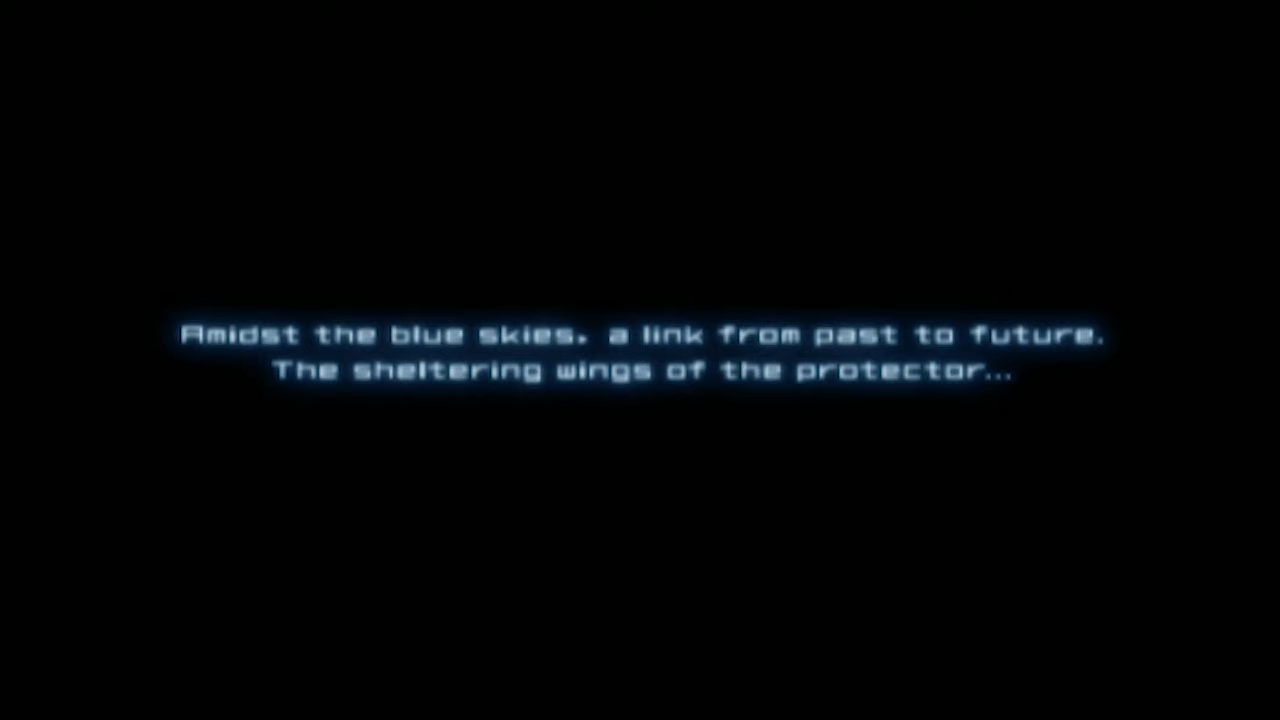 Amidst the blue skies, a link from past to future.
The sheltering wings of the protector...